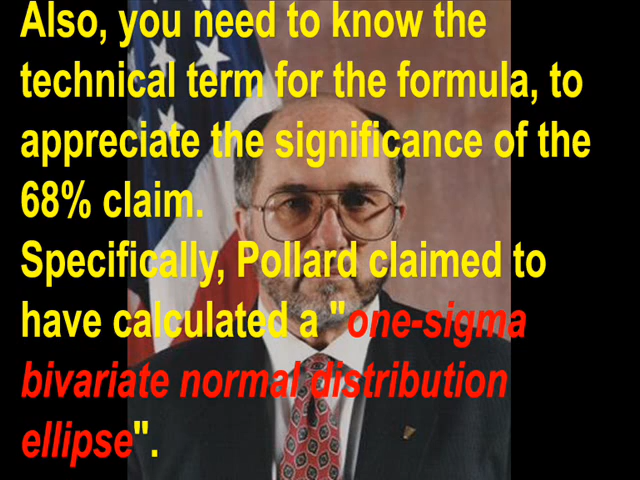 Also, you need to know the
technical term for the formula, to
appreciate the significance of the
68% claim.
Specifically, Pollard claimed to
have calculated a "one-sigma
bivariate normal distribution
ellipse".